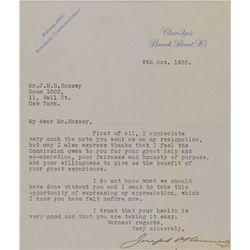 Claridge's
Brook Street, W1
9th Oct. 1935.
Mr. J.M.B. Hoxsey
Room 1602,
11, Wall St.
New York.
My dear Mr. Hoxsey,
First of all, I appreciate
very much the note you sent me on my resignation,
but may I also express thanks that I feel the
Commission owes to you for your great help and
co-operation, your fairness and honesty of purpose,
and your willingness to give us the benefit of your
great experience.
I do not know what we should
have done without you and I want to take this
opportunity of expressing my appreciation, which
I know you have felt before now.
I trust that your health is
very good and that you are taking it easy.
Warmest regards,
Very sincerely,